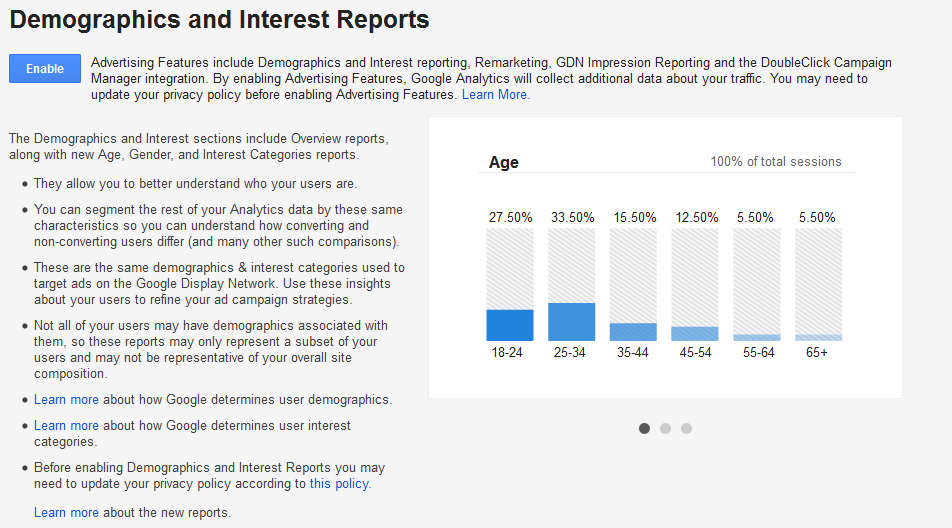 Demographics and Interest Reports
Enable
Advertising Features include Demographics and Interest reporting, Remarketing, GDN Impression Reporting and the DoubleClick Campaign
Manager integration. By enabling Advertising Features, Google Analytics will collect additional data about your traffic. You may need to
update your privacy policy before enabling Advertising Features. Learn More.
The Demographics and Interest sections include Overview reports,
along with new Age, Gender, and Interest Categories reports.
• They allow you to better understand who your users are.
• You can segment the rest of your Analytics data by these same
characteristics so you can understand how converting and
non-converting users differ (and many other such comparisons).
• These are the same demographics & interest categories used to
target ads on the Google Display Network. Use these insights
about your users to refine your ad campaign strategies.
• Not all of your users may have demographics associated with
them, so these reports may only represent a subset of your
users and may not be representative of your overall site
composition.
• Learn more about how Google determines user demographics.
• Learn more about how Google determines user interest
categories.
• Before enabling Demographics and Interest Reports you may
need to update your privacy policy according to this policy.
Learn more about the new reports.
Age 100% of total sessions
27.50% 33.50% 15.50% 12.50% 5.50% 5.50%
18-24 25-34 35-44 45-54 55-64 65+